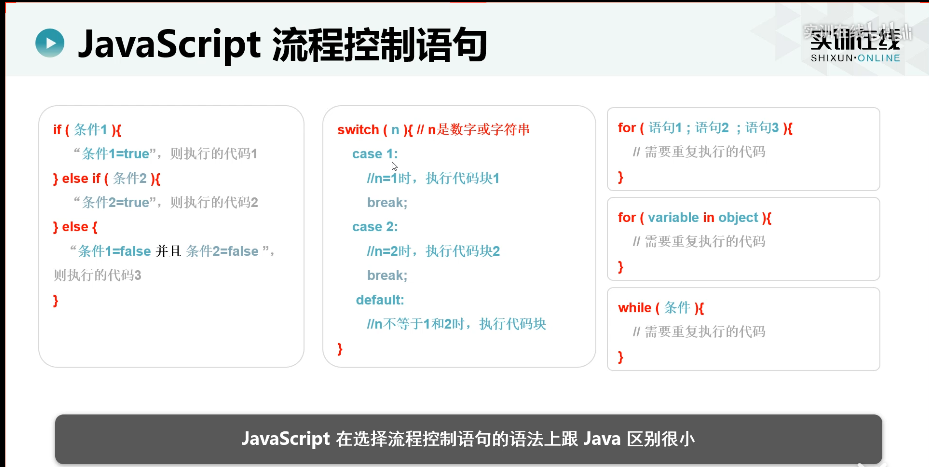 JavaScript 流程控制语句
实训在线
SHIXUN·ONLINE
if ( 条件1 ){
“条件1=true”，则执行的代码1
} else if ( 条件2 ){
“条件2=true”，则执行的代码2
} else {
“条件1=false 并且 条件2=false ”，
则执行的代码3
}
switch ( n ){ // n是数字或字符串
case 1:
//n=1时，执行代码块1
break;
case 2:
//n=2时，执行代码块2
break;
default:
//n不等于1和2时，执行代码块
}
for ( 语句1 ; 语句2 ; 语句3 ){
// 需要重复执行的代码
}
for ( variable in object ){
// 需要重复执行的代码
}
while ( 条件 ){
// 需要重复执行的代码
}
JavaScript 在选择流程控制语句的语法上跟 Java 区别很小